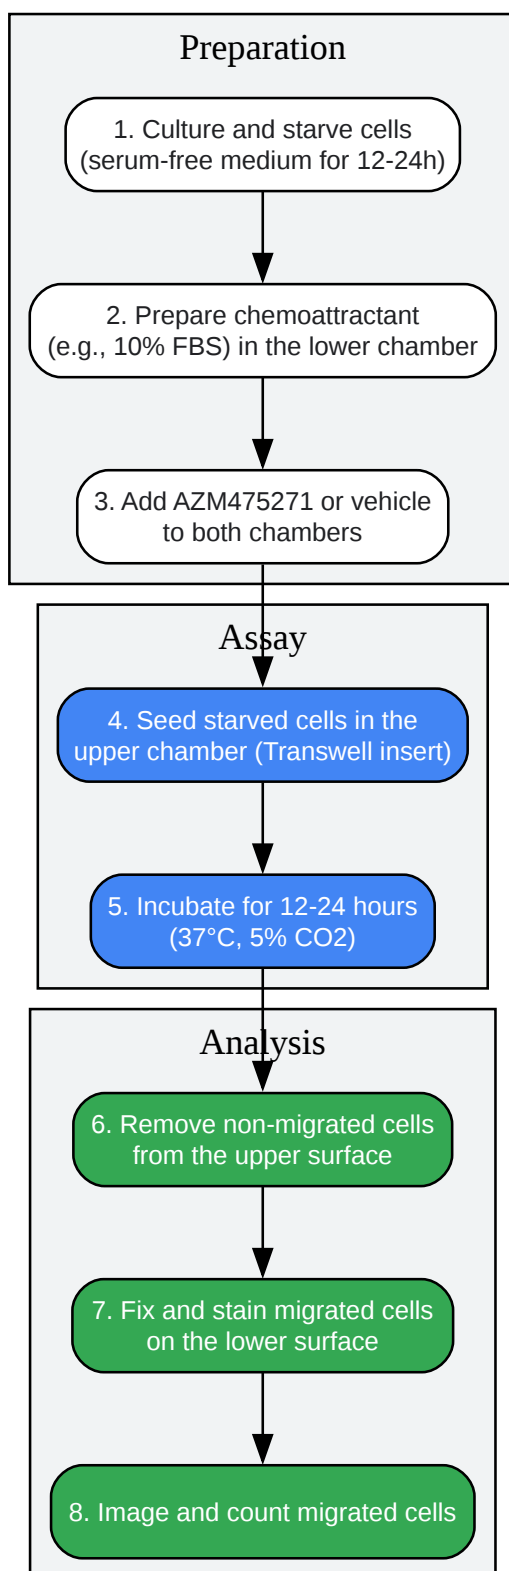 Preparation
1. Culture and starve cells
(serum-free medium for 12-24h)
2. Prepare chemoattractant
(e.g., 10% FBS) in the lower chamber
3. Add AZM475271 or vehicle
to both chambers
Assay
4. Seed starved cells in the
upper chamber (Transwell insert)
5. Incubate for 12-24 hours
(37°C, 5% CO2)
Analysis
6. Remove non-migrated cells
from the upper surface
7. Fix and stain migrated cells
on the lower surface
8. Image and count migrated cells